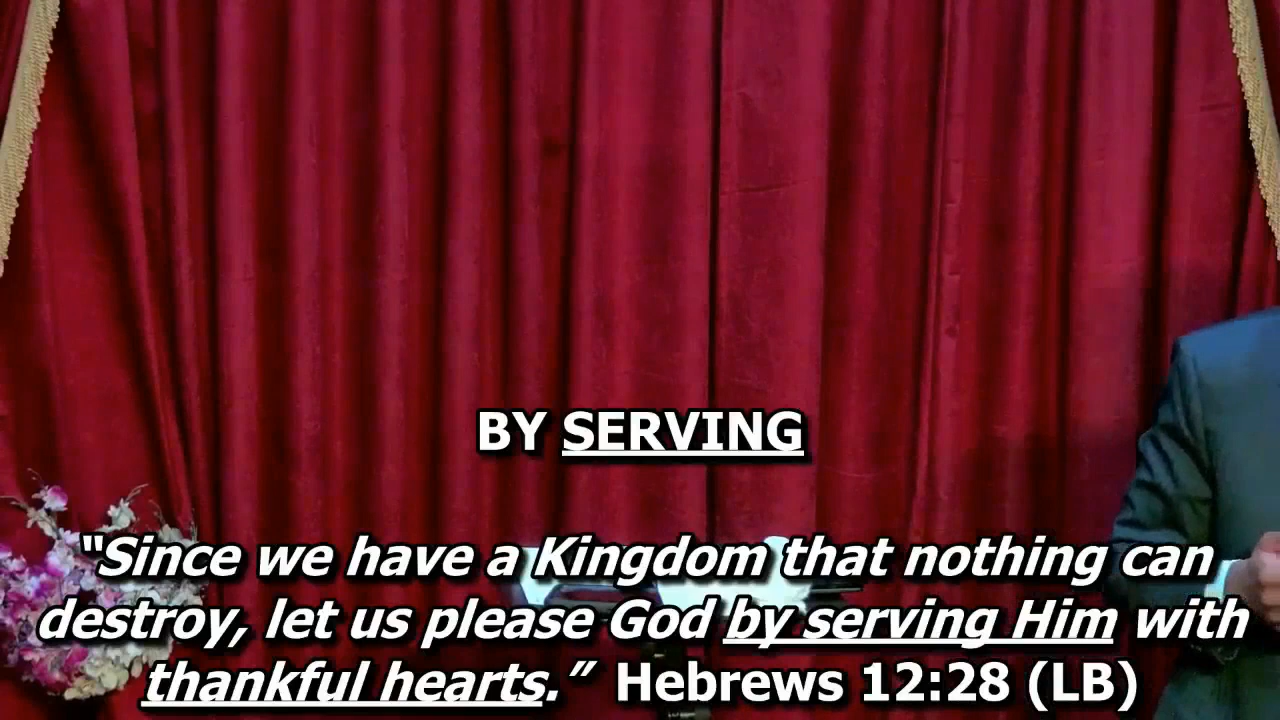 BY SERVING
“Since we have a Kingdom that nothing can
destroy, let us please God by serving Him with
thankful hearts.” Hebrews 12:28 (LB)